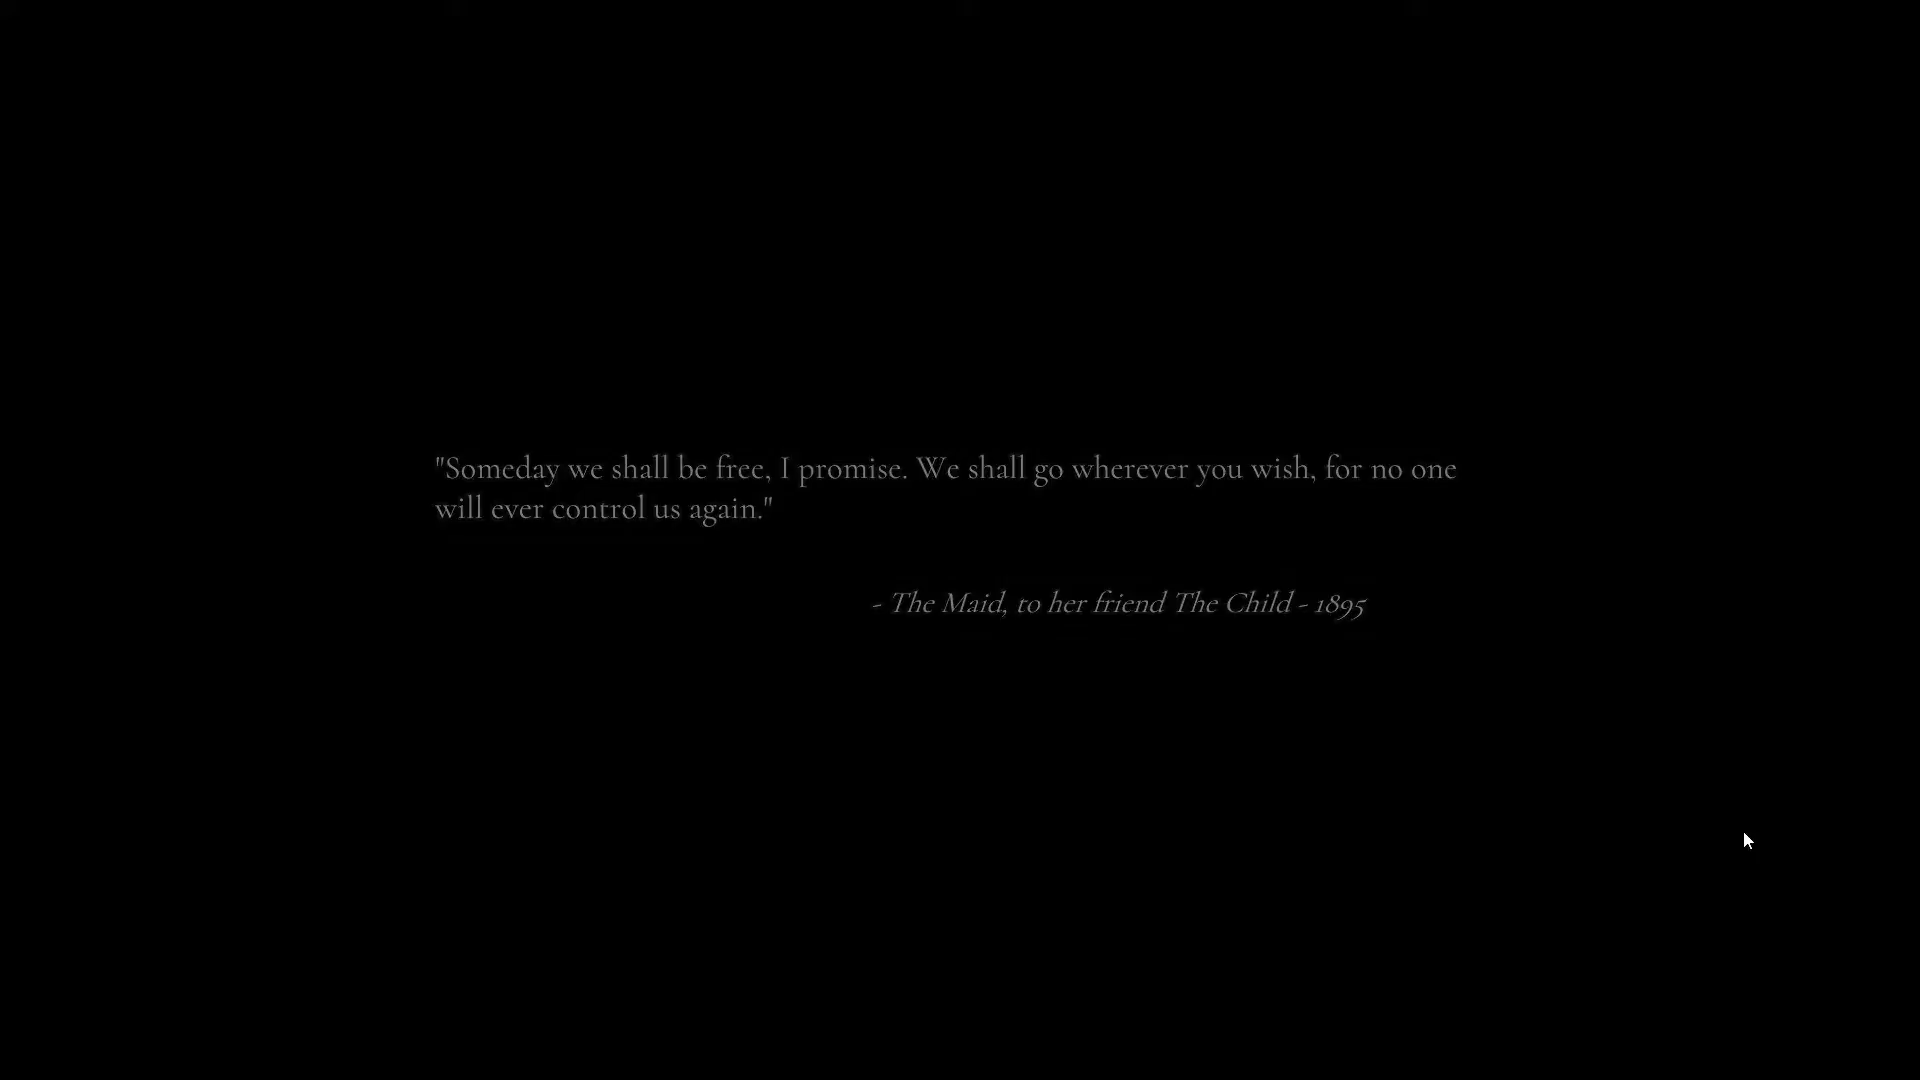 "Someday we shall be free, I promise. We shall go wherever you wish, for no one
will ever control us again."
- The Maid, to her friend The Child - 1895